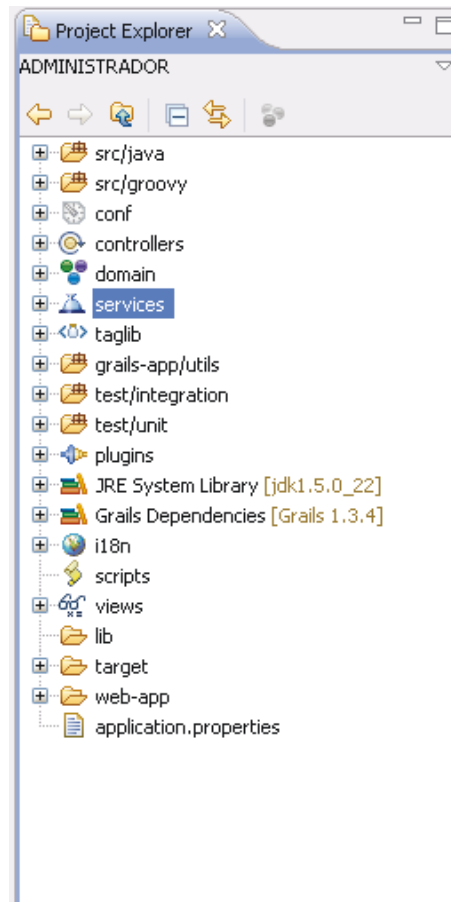 Project Explorer
ADMINISTRADOR
src/java
src/groovy
conf
controllers
domain
services
taglib
grails-app/utils
test/integration
test/unit
plugins
JRE System Library [jdk1.5.0_22]
Grails Dependencies [Grails 1.3.4]
i18n
scripts
views
lib
target
web-app
application.properties